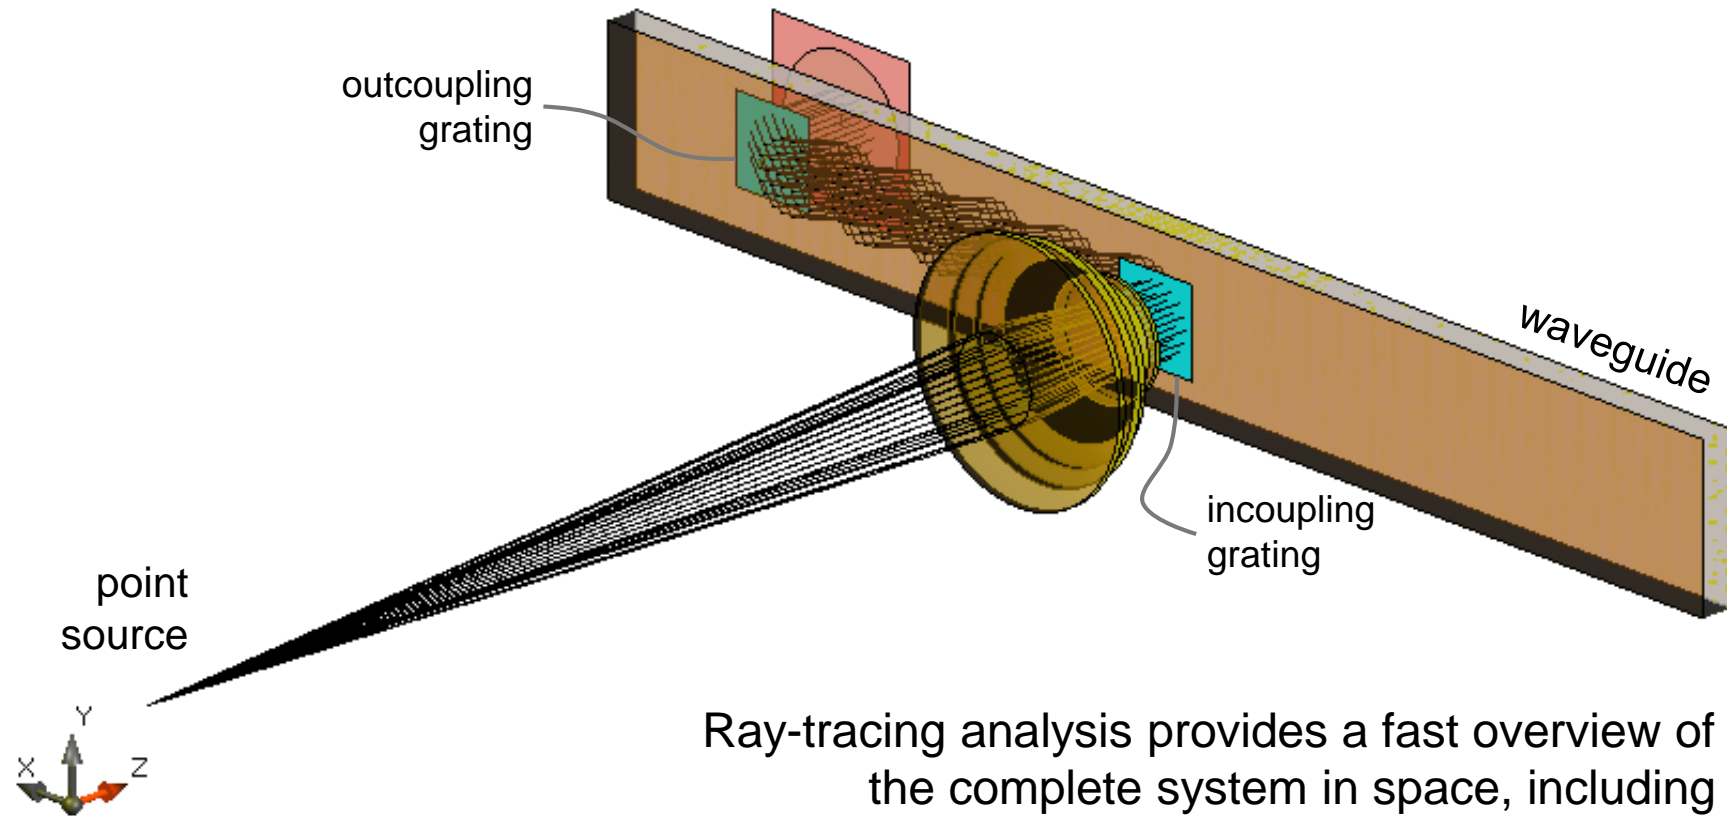 outcoupling
grating
waveguide
incoupling
grating
point
source
Y
X
Z
Ray-tracing analysis provides a fast overview of
the complete system in space, including